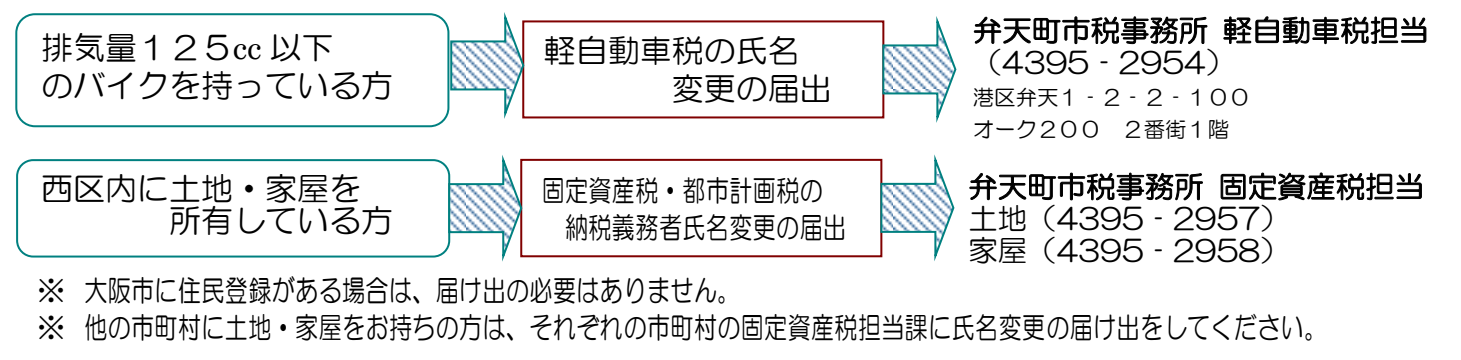 排気量１２５cc 以下
のバイクを持っている方
軽自動車税の氏名
変更の届出
弁天町市税事務所 軽自動車税担当
（4395‐2954）
港区弁天１‐２‐２‐１００
オーク２００　２番街１階
西区内に土地・家屋を
所有している方
固定資産税・都市計画税の
納税義務者氏名変更の届出
弁天町市税事務所 固定資産税担当
土地（4395‐2957）
家屋（4395‐2958）
※　大阪市に住民登録がある場合は、届け出の必要はありません。
※　他の市町村に土地・家屋をお持ちの方は、それぞれの市町村の固定資産税担当課に氏名変更の届け出をしてください。